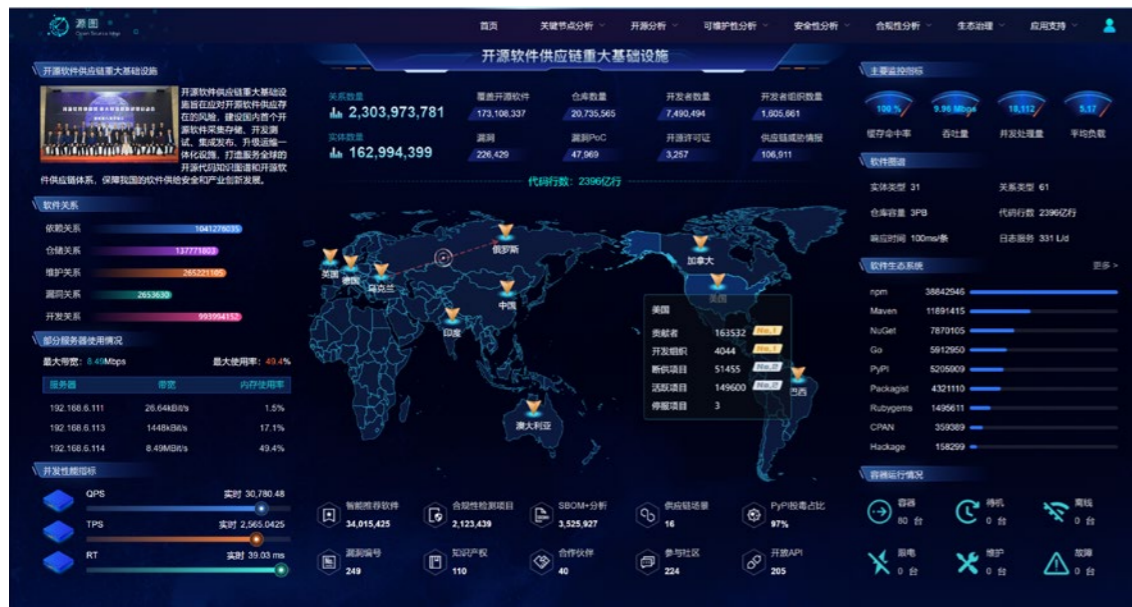 源图
Open Source Map
首页 关键节点分析 开源分析 可维护性分析 安全性分析 合规性分析 生态治理 应用支持
开源软件供应链重大基础设施
开源软件供应链重大基础设施
开源软件供应链重大基础设
施旨在应对开源软件供应存
在的风险，建设国内首个开
源软件采集存储、开发测
试、集成发布、升级运维一
体化设施，打造服务全球的
开源代码知识图谱和开源软
件供应链体系，保障我国的软件供给安全和产业创新发展。
软件关系
依赖关系 1041278035
仓储关系 137771803
维护关系 265221105
漏洞关系 2653630
开发关系 993994152
部分服务器使用情况
最大带宽：8.49Mbps 最大使用率：49.4%
服务器 带宽 内存使用率
192.168.6.111 26.64kBit/s 1.5%
192.168.6.113 1448kBit/s 17.1%
192.168.6.114 8.49MBit/s 49.4%
并发性能指标
QPS 实时 30,780.48
TPS 实时 2,565.0425
RT 实时 39.03 ms
关系数量
2,303,973,781
实体数量
162,994,399
覆盖开源软件 仓库数量 开发者数量 开发者组织数量
173,108,337 20,735,565 7,490,494 1,605,661
漏洞 漏洞PoC 开源许可证 供应链威胁情报
226,429 47,969 3,257 106,911
代码行数：2396亿行
俄罗斯
英国
德国
乌克兰
中国
印度
澳大利亚
加拿大
美国
巴西
美国
贡献者 163532 No.1
开发组织 4044 No.1
断供项目 51455 No.2
活跃项目 149600 No.2
停服项目 3
智能推荐软件 合规性检测项目 SBOM+分析 供应链场景 PyPI投毒占比
34,015,425 2,123,439 3,525,927 16 97%
漏洞编号 知识产权 合作伙伴 参与社区 开放API
249 110 40 224 205
主要监控指标
100 % 9.96 Mbps 18,112 5.17
缓存命中率 吞吐量 并发处理量 平均负载
软件图谱
实体类型 31 关系类型 61
仓库容量 3PB 代码行数 2396亿行
响应时间 100ms/条 日志服务 331 L/d
软件生态系统 更多 >
npm 38642946
Maven 11891415
NuGet 7870105
Go 5912950
PyPI 5205909
Packagist 4321110
Rubygems 1495611
CPAN 359389
Hackage 158299
容器运行情况
容器 待机 离线
80 台 0 台 0 台
服电 维护 故障
0 台 0 台 0 台